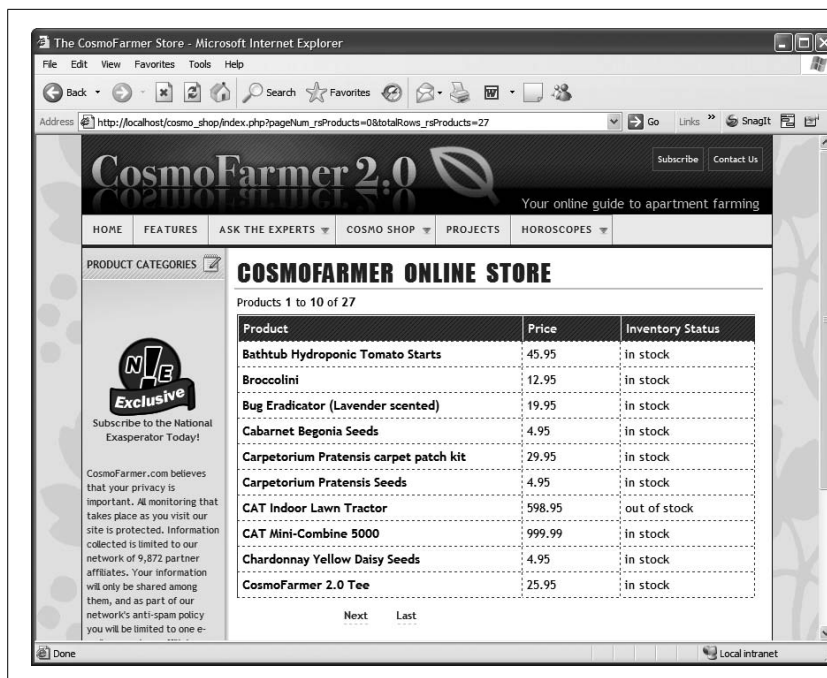 The CosmoFarmer Store - Microsoft Internet Explorer
File Edit View Favorites Tools Help
Back Search Favorites
Address http://localhost/cosmo_shop/index.php?pageNum_rsProducts=0&totalRows_rsProducts=27 Go Links » SnagIt
CosmoFarmer 2.0
Subscribe Contact Us
Your online guide to apartment farming
HOME FEATURES ASK THE EXPERTS COSMO SHOP PROJECTS HOROSCOPES
PRODUCT CATEGORIES
N!E
Exclusive
Subscribe to the National
Exasperator Today!
CosmoFarmer.com believes
that your privacy is
important. All monitoring that
takes place as you visit our
site is protected. Information
collected is limited to our
network of 9,872 partner
affiliates. Your information
will only be shared among
them, and as part of our
network's anti-spam policy
you will be limited to one e-
COSMOFARMER ONLINE STORE
Products 1 to 10 of 27
Product Price Inventory Status
Bathtub Hydroponic Tomato Starts 45.95 in stock
Broccolini 12.95 in stock
Bug Eradicator (Lavender scented) 19.95 in stock
Cabarnet Begonia Seeds 4.95 in stock
Carpetorium Pratensis carpet patch kit 29.95 in stock
Carpetorium Pratensis Seeds 4.95 in stock
CAT Indoor Lawn Tractor 598.95 out of stock
CAT Mini-Combine 5000 999.99 in stock
Chardonnay Yellow Daisy Seeds 4.95 in stock
CosmoFarmer 2.0 Tee 25.95 in stock
Next Last
Done Local intranet